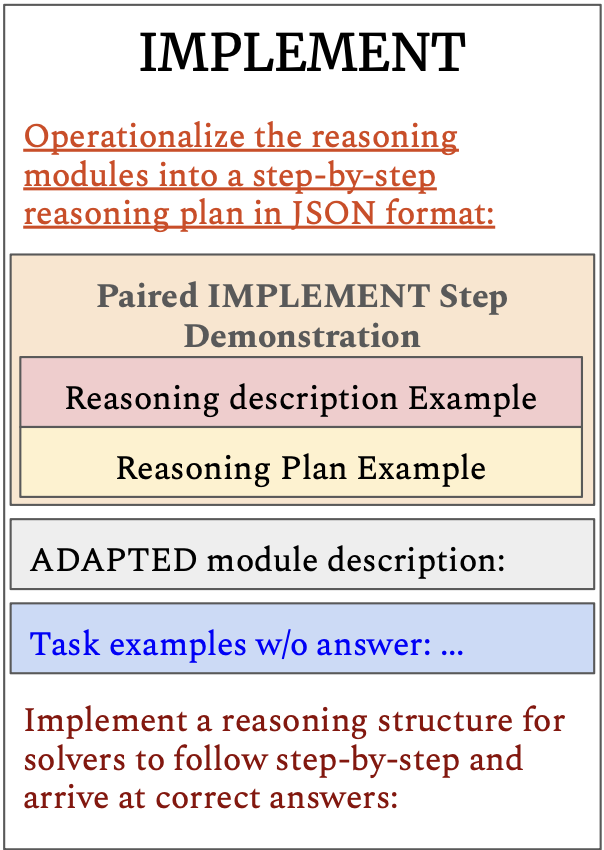 IMPLEMENT
Operationalize the reasoning
modules into a step-by-step
reasoning plan in JSON format:
Paired IMPLEMENT Step
Demonstration
Reasoning description Example
Reasoning Plan Example
ADAPTED module description:
Task examples w/o answer: ...
Implement a reasoning structure for
solvers to follow step-by-step and
arrive at correct answers: